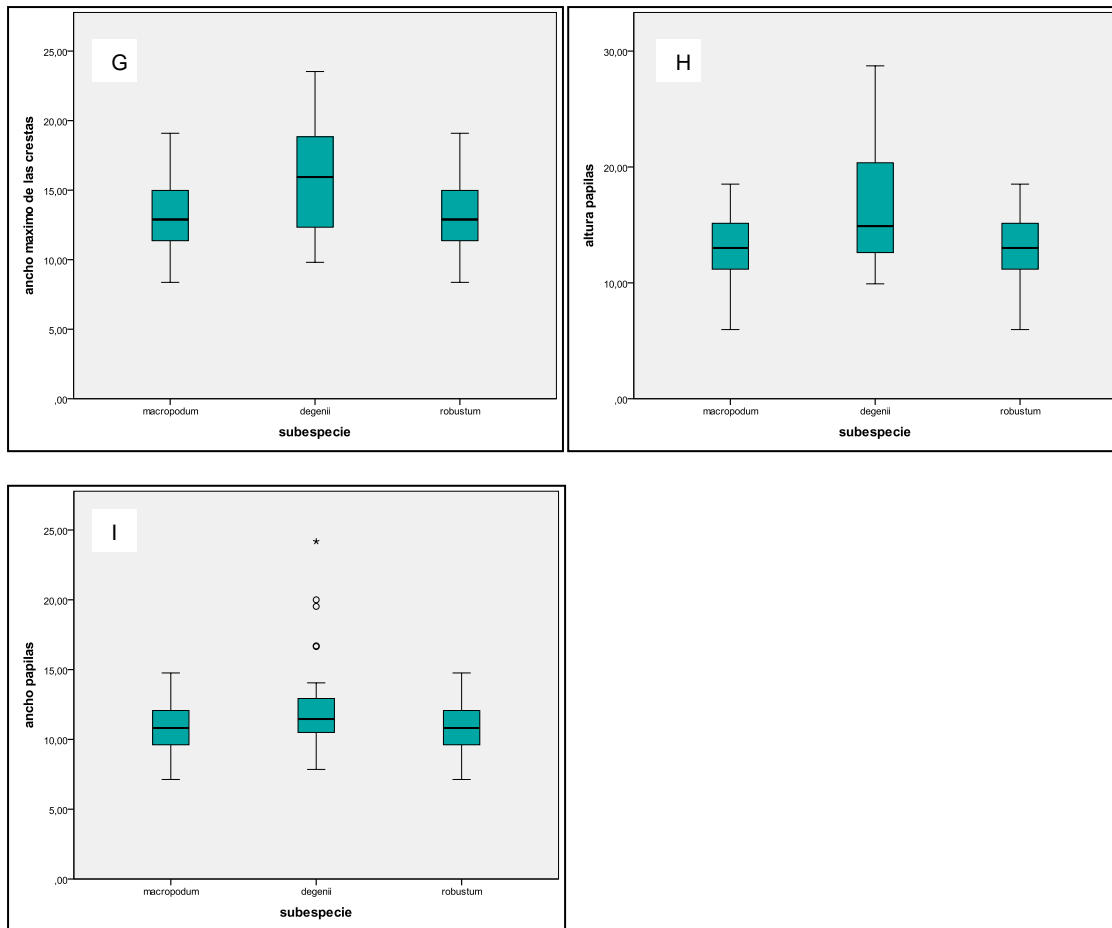 G
25,00
20,00
15,00
10,00
5,00
,00
ancho maximo de las crestas
macropodum degenii robustum
subespecie
H
30,00
20,00
10,00
,00
altura papilas
macropodum degenii robustum
subespecie
I
25,00
20,00
15,00
10,00
5,00
,00
ancho papilas
macropodum degenii robustum
subespecie